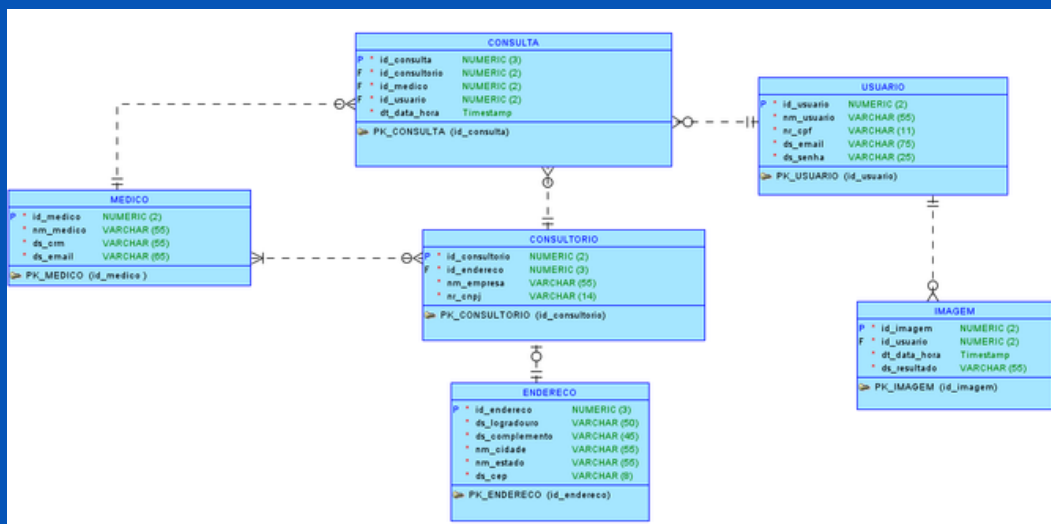 CONSULTA
P * id_consulta NUMERIC (3)
F * id_consultorio NUMERIC (2)
F * id_medico NUMERIC (2)
F * id_usuario NUMERIC (2)
* dt_data_hora Timestamp
PK_CONSULTA (id_consulta)
USUARIO
P * id_usuario NUMERIC (2)
* nm_usuario VARCHAR (55)
* nr_cpf VARCHAR (11)
* ds_email VARCHAR (75)
* ds_senha VARCHAR (25)
PK_USUARIO (id_usuario)
MEDICO
P * id_medico NUMERIC (2)
* nm_medico VARCHAR (55)
* ds_crm VARCHAR (55)
* ds_email VARCHAR (65)
PK_MEDICO (id_medico )
CONSULTORIO
P * id_consultorio NUMERIC (2)
F * id_endereco NUMERIC (3)
* nm_empresa VARCHAR (55)
* nr_cnpj VARCHAR (14)
PK_CONSULTORIO (id_consultorio)
IMAGEM
P * id_imagem NUMERIC (2)
F * id_usuario NUMERIC (2)
* dt_data_hora Timestamp
* ds_resultado VARCHAR (55)
PK_IMAGEM (id_imagem)
ENDERECO
P * id_endereco NUMERIC (3)
* ds_logradouro VARCHAR (50)
* ds_complemento VARCHAR (45)
* nm_cidade VARCHAR (55)
* nm_estado VARCHAR (55)
* ds_cep VARCHAR (8)
PK_ENDERECO (id_endereco)